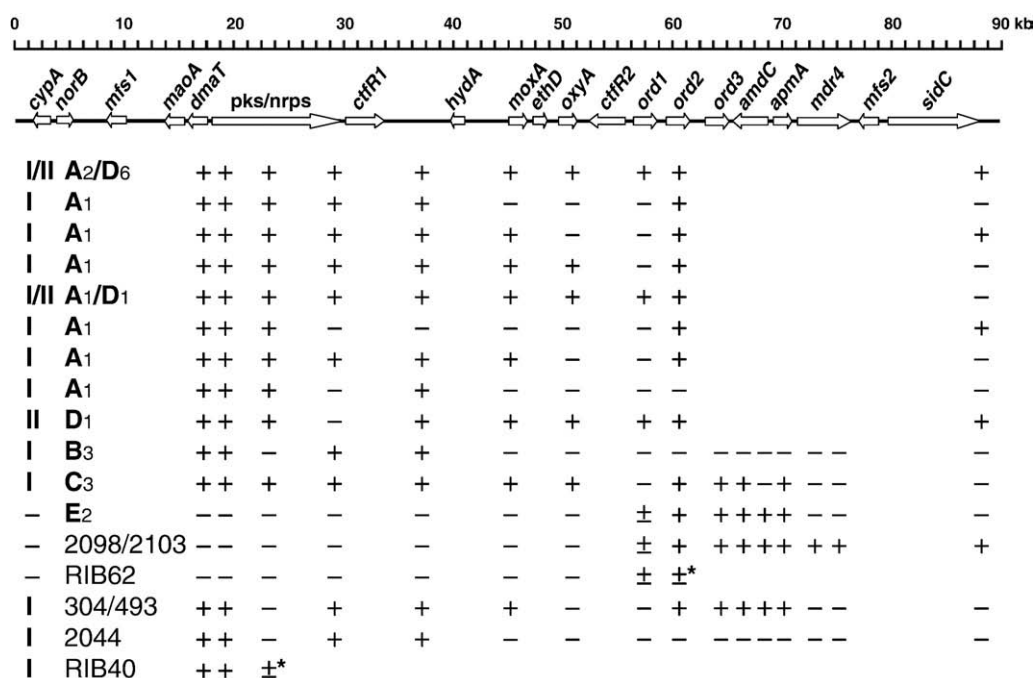 0 10 20 30 40 50 60 70 80 90 kb
cypA norB mfs1 maoA dmaT pks/nrps ctfR1 hydA moxA ethD oxyA ctfR2 ord1 ord2 ord3 amdC apmA mdr4 mfs2 sidC
I/II A2/D6 + + + + + + + + + +
I A1 + + + + + − − − + −
I A1 + + + + + + − − + +
I A1 + + + + + + + − + −
I/II A1/D1 + + + + + + + + + −
I A1 + + + − − − − − + +
I A1 + + + + + + − − + −
I A1 + + + − + − − − − −
II D1 + + + − + + + + + +
I B3 + + − + + − − − − − − − − − − −
I C3 + + + + + + + − + + + − + − − −
− E2 − − − − − − − ± + + + + + − − −
− 2098/2103 − − − − − − − ± + + + + + + + +
− RIB62 − − − − − − − ± ±*
I 304/493 + + − + + + − − + + + + + − − −
I 2044 + + − + + − − − − − − − − − − −
I RIB40 + + ±*